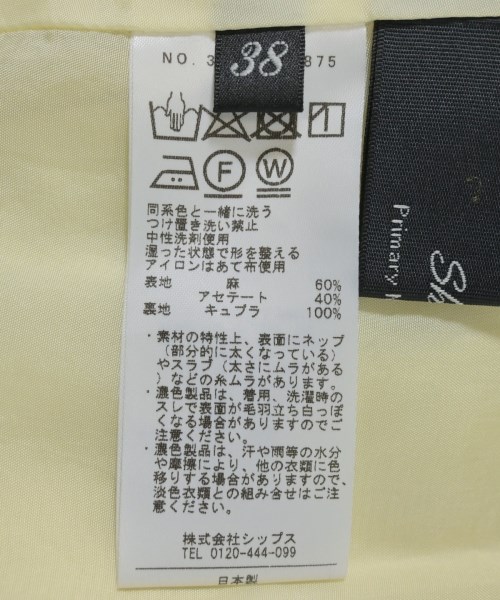 NO. 3
875
38
F
W
同系色と一緒に洗う
つけ置き洗い禁止
中性洗剤使用
湿った状態で形を整える
アイロンはあて布使用
表地 麻 60%
アセテート 40%
裏地 キュプラ 100%
・素材の特性上、表面にネップ
(部分的に太くなっている)
やスラブ(太さにムラがある
)などの糸ムラがあります。
・濃色製品は、着用、洗濯時の
スレで表面が毛羽立ち白っぽ
くなる場合がありますのでご
注意ください。
・濃色製品は、汗や雨等の水分
や摩擦により、他の衣類に色
移りする場合がありますので
淡色衣類との組み合せはご注
意ください。
株式会社シップス
TEL 0120-444-099
日本製
Sh
Primary